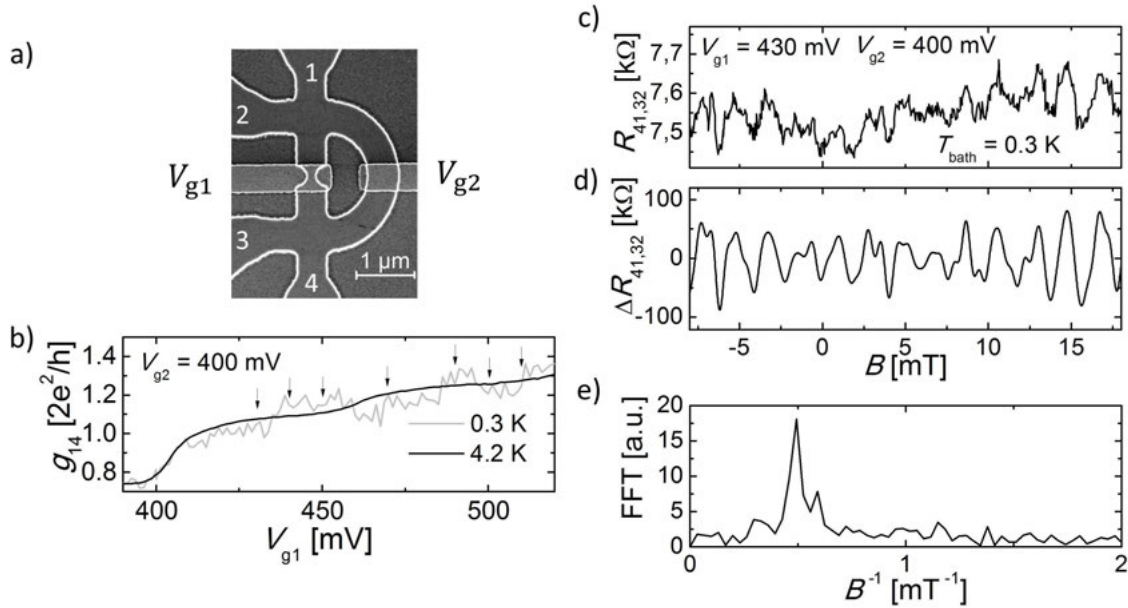 a)
1
2
V_g1
V_g2
3
4
1 µm
b)
V_g2 = 400 mV
g_14 [2e²/h]
1.4
1.2
1.0
0.8
0.3 K
4.2 K
400
450
500
V_g1 [mV]
c)
R_41,32 [kΩ]
7,7
7,6
7,5
V_g1 = 430 mV V_g2 = 400 mV
T_bath = 0.3 K
d)
ΔR_41,32 [kΩ]
100
0
-100
-5
0
5
10
15
B [mT]
e)
FFT [a.u.]
20
15
10
5
0
0
1
2
B⁻¹ [mT⁻¹]